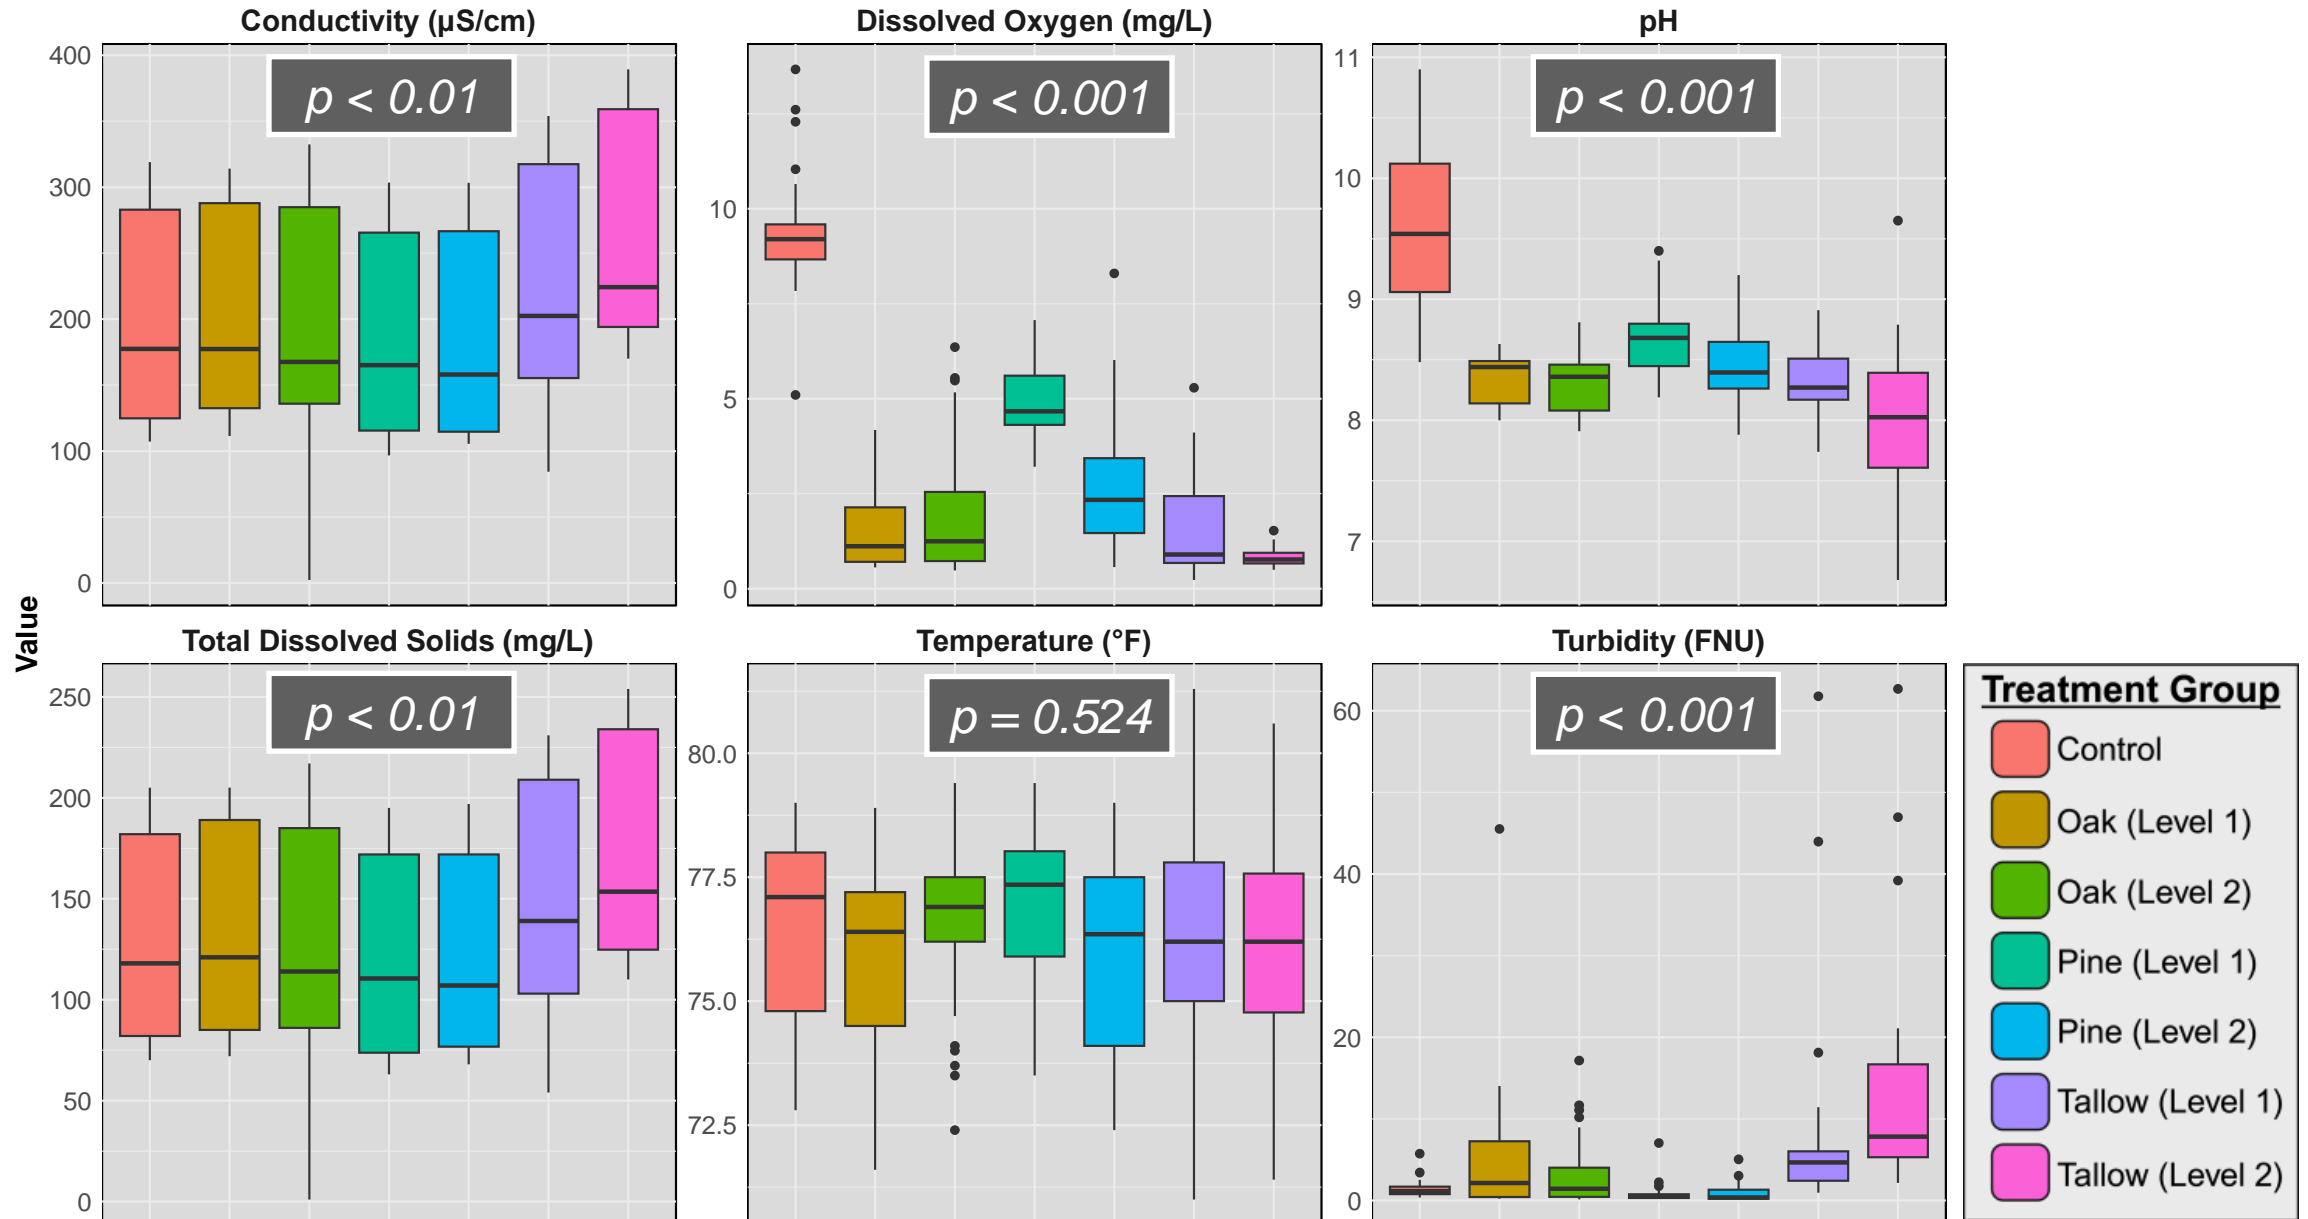 Conductivity (µS/cm)
Dissolved Oxygen (mg/L)
pH
400
300
200
100
0
p < 0.01
10
5
0
p < 0.001
11
10
9
8
7
p < 0.001
Value
Total Dissolved Solids (mg/L)
Temperature (°F)
Turbidity (FNU)
250
200
150
100
50
0
p < 0.01
80.0
77.5
75.0
72.5
p = 0.524
60
40
20
0
p < 0.001
Treatment Group
Control
Oak (Level 1)
Oak (Level 2)
Pine (Level 1)
Pine (Level 2)
Tallow (Level 1)
Tallow (Level 2)